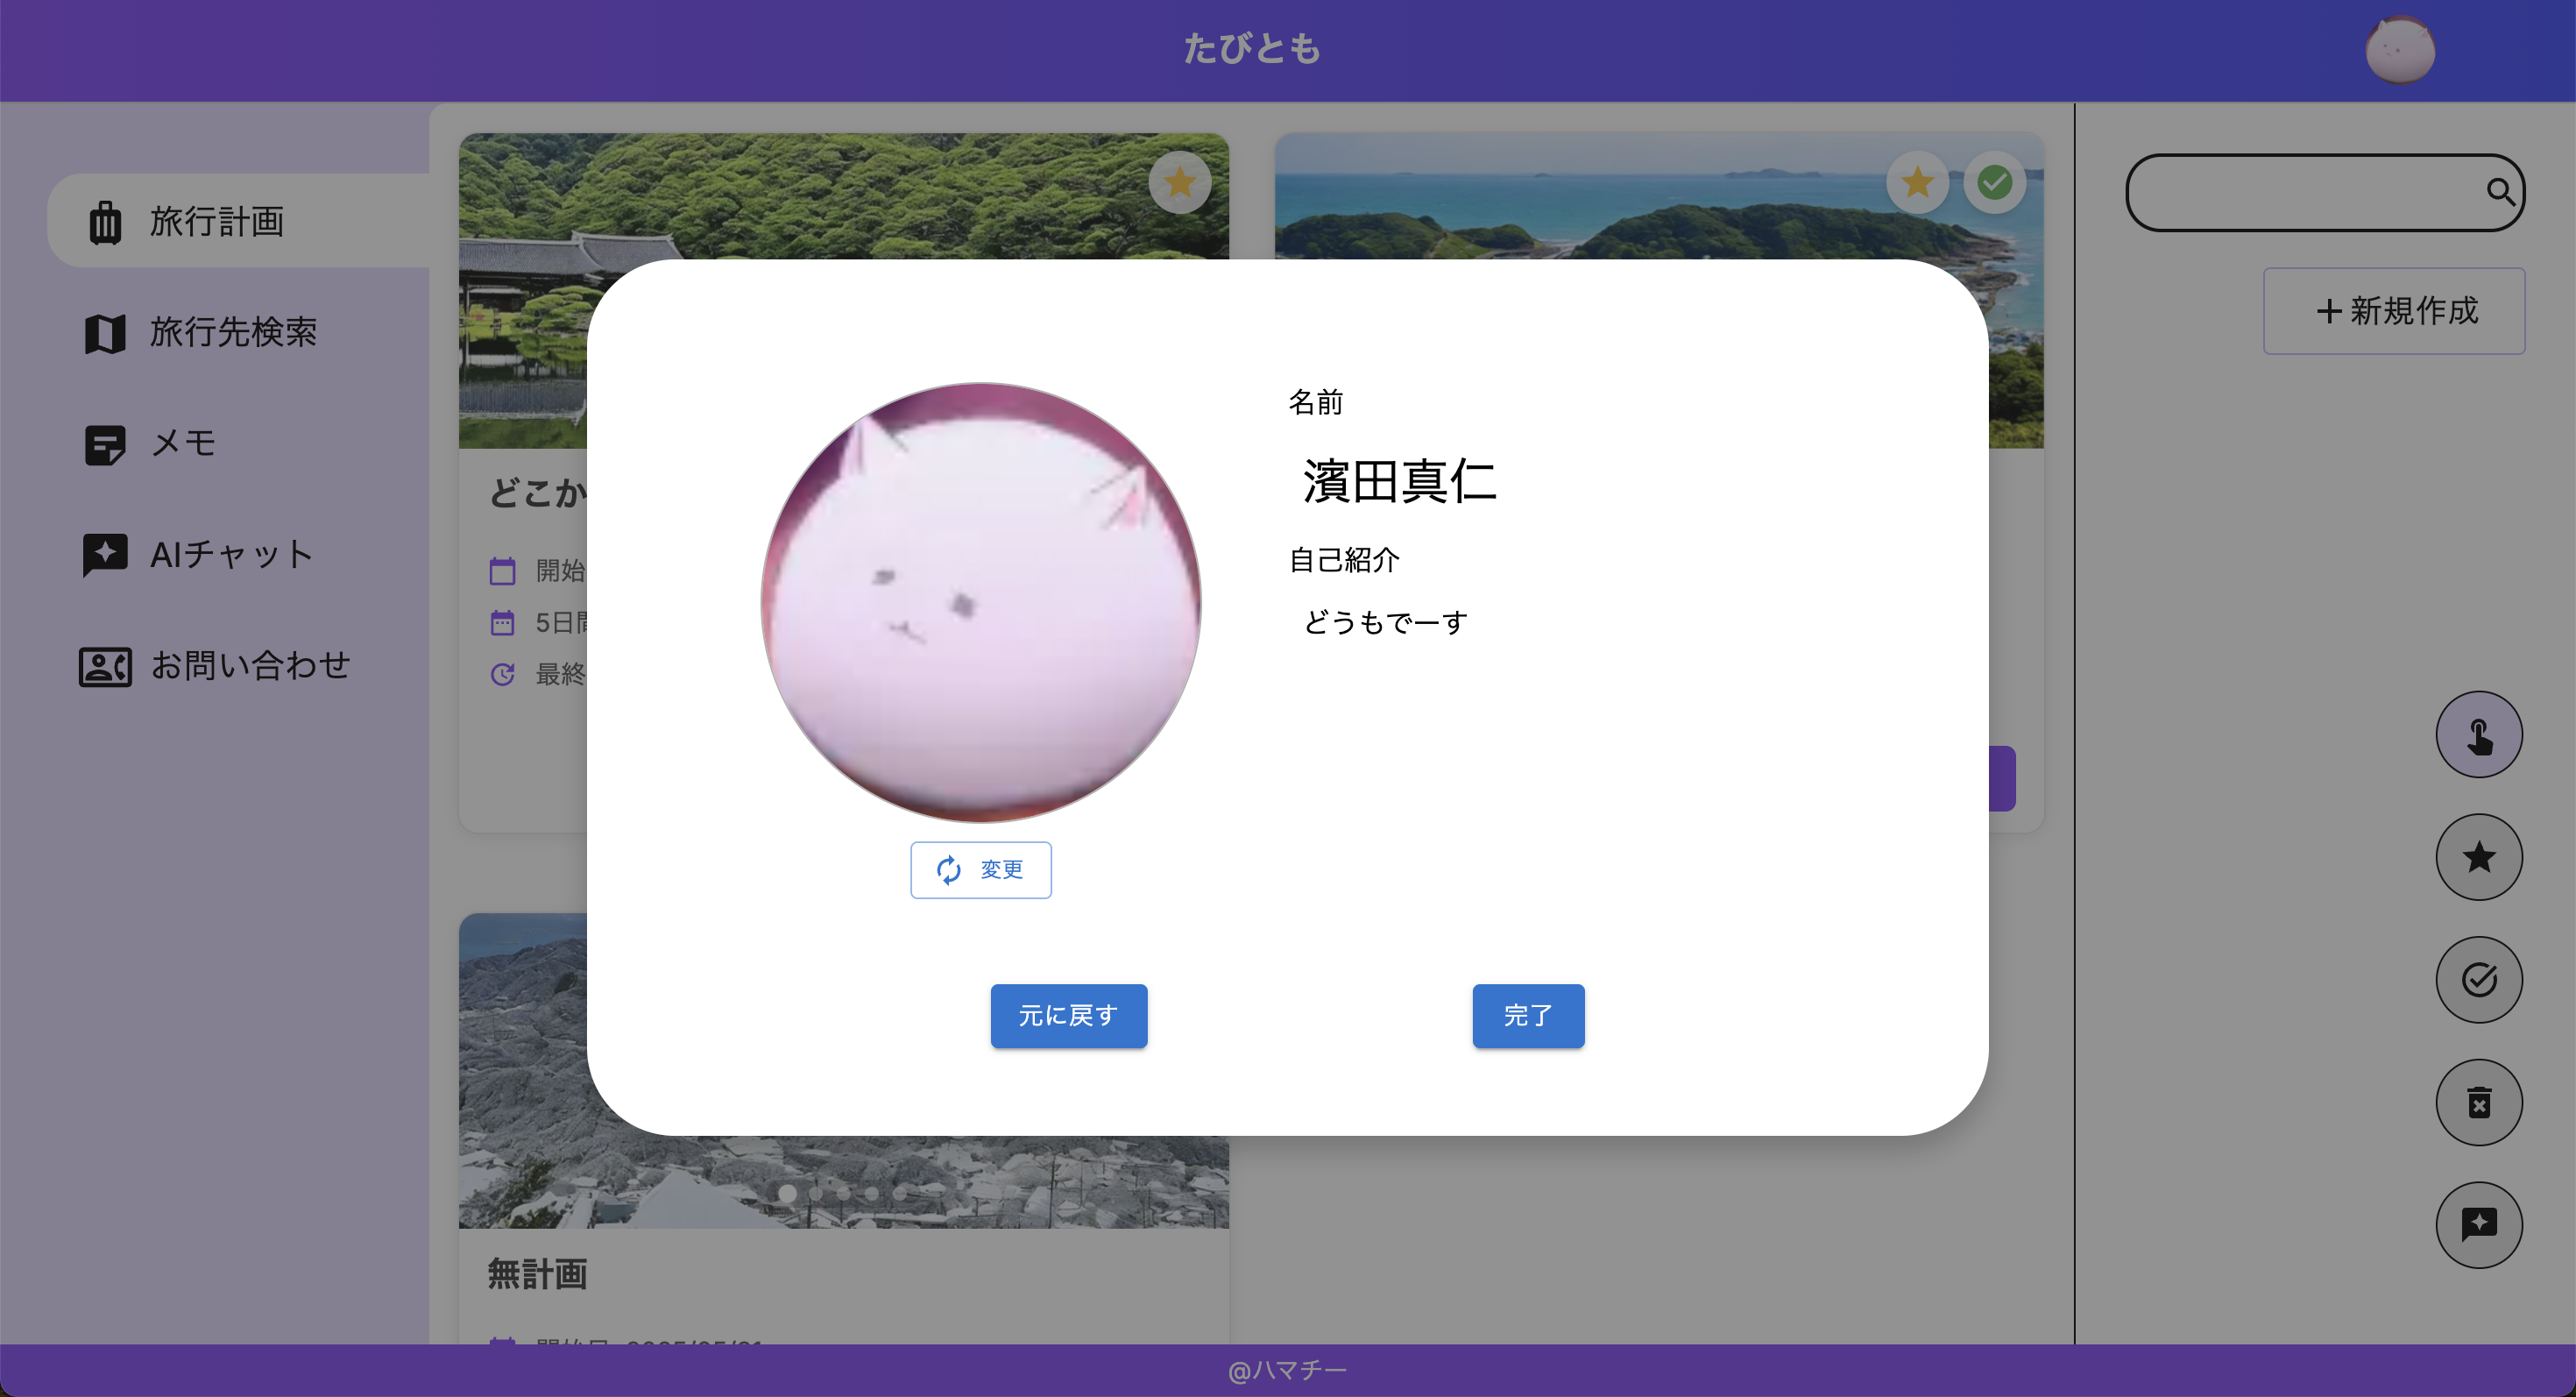 たびとも
旅行計画
旅行先検索
メモ
AIチャット
お問い合わせ
新規作成
どこか
開始
5日間
最終
名前
濱田真仁
自己紹介
どうもでーす
変更
元に戻す
完了
無計画
@ハマチー